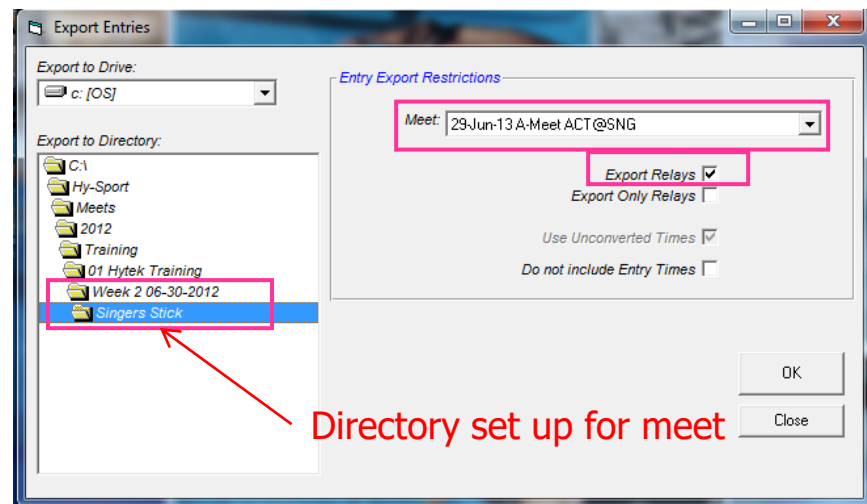 Export Entries
Export to Drive:
c: [OS]
Export to Directory:
C:\
Hy-Sport
Meets
2012
Training
01 Hytek Training
Week 2 06-30-2012
Singers Stick
Entry Export Restrictions
Meet: 29-Jun-13 A-Meet ACT@SNG
Export Relays
Export Only Relays
Use Unconverted Times
Do not include Entry Times
OK
Close
Directory set up for meet